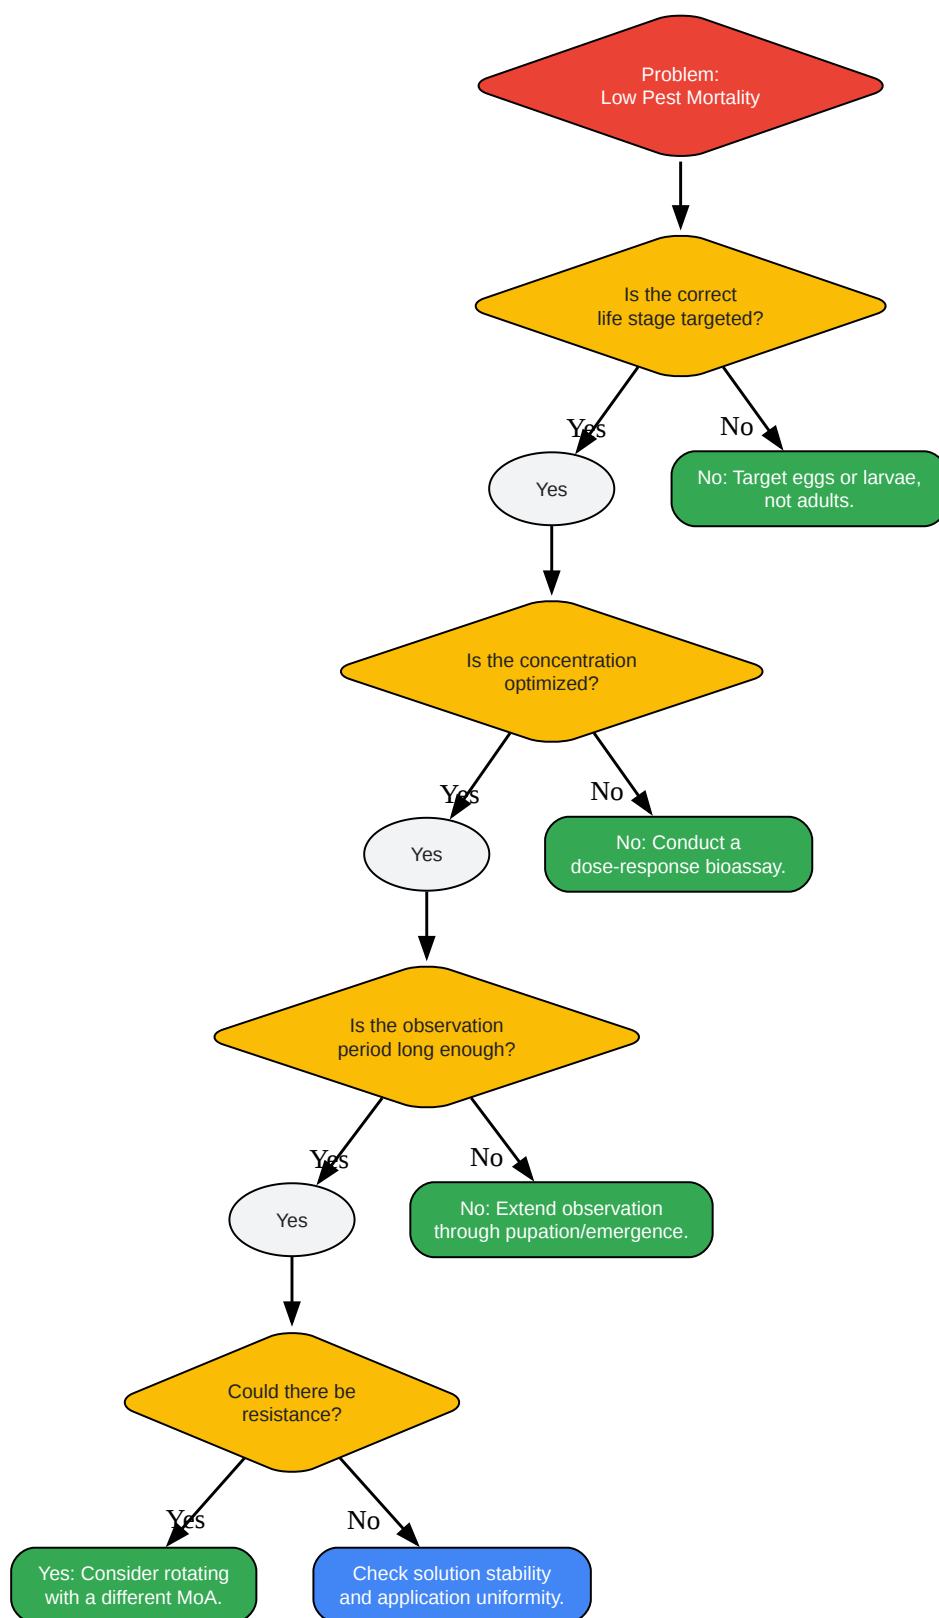 Problem:
Low Pest Mortality
Is the correct
life stage targeted?
Yes
No
Yes
No: Target eggs or larvae,
not adults.
Is the concentration
optimized?
Yes
No
Yes
No: Conduct a
dose-response bioassay.
Is the observation
period long enough?
Yes
No
Yes
No: Extend observation
through pupation/emergence.
Could there be
resistance?
Yes
No
Yes: Consider rotating
with a different MoA.
Check solution stability
and application uniformity.